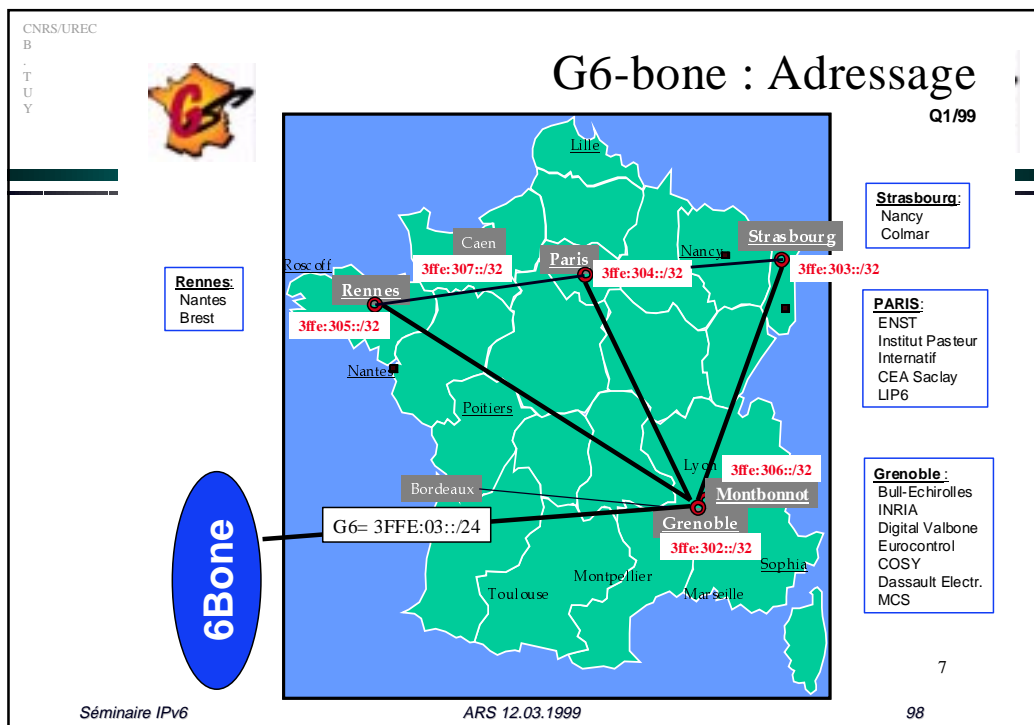 CNRS/UREC
B
.
T
U
Y
G6-bone : Adressage
Q1/99
Lille
Strasbourg:
Nancy
Colmar
Caen
Nancy
Strasbourg
Roscoff
3ffe:307::/32
Paris
3ffe:304::/32
3ffe:303::/32
Rennes:
Nantes
Brest
Rennes
3ffe:305::/32
PARIS:
ENST
Institut Pasteur
Internatif
CEA Saclay
LIP6
Nantes
Poitiers
Lyon
3ffe:306::/32
Montbonnot
Bordeaux
Grenoble:
Bull-Echirolles
INRIA
Digital Valbone
Eurocontrol
COSY
Dassault Electr.
MCS
G6= 3FFE:03::/24
Grenoble
3ffe:302::/32
6Bone
Sophia
Montpellier
Toulouse
Marseille
7
Séminaire IPv6
ARS 12.03.1999
98